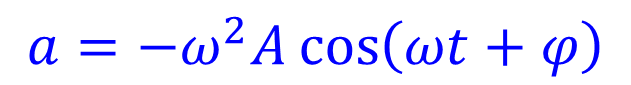 a = −ω²A cos(ωt + φ)